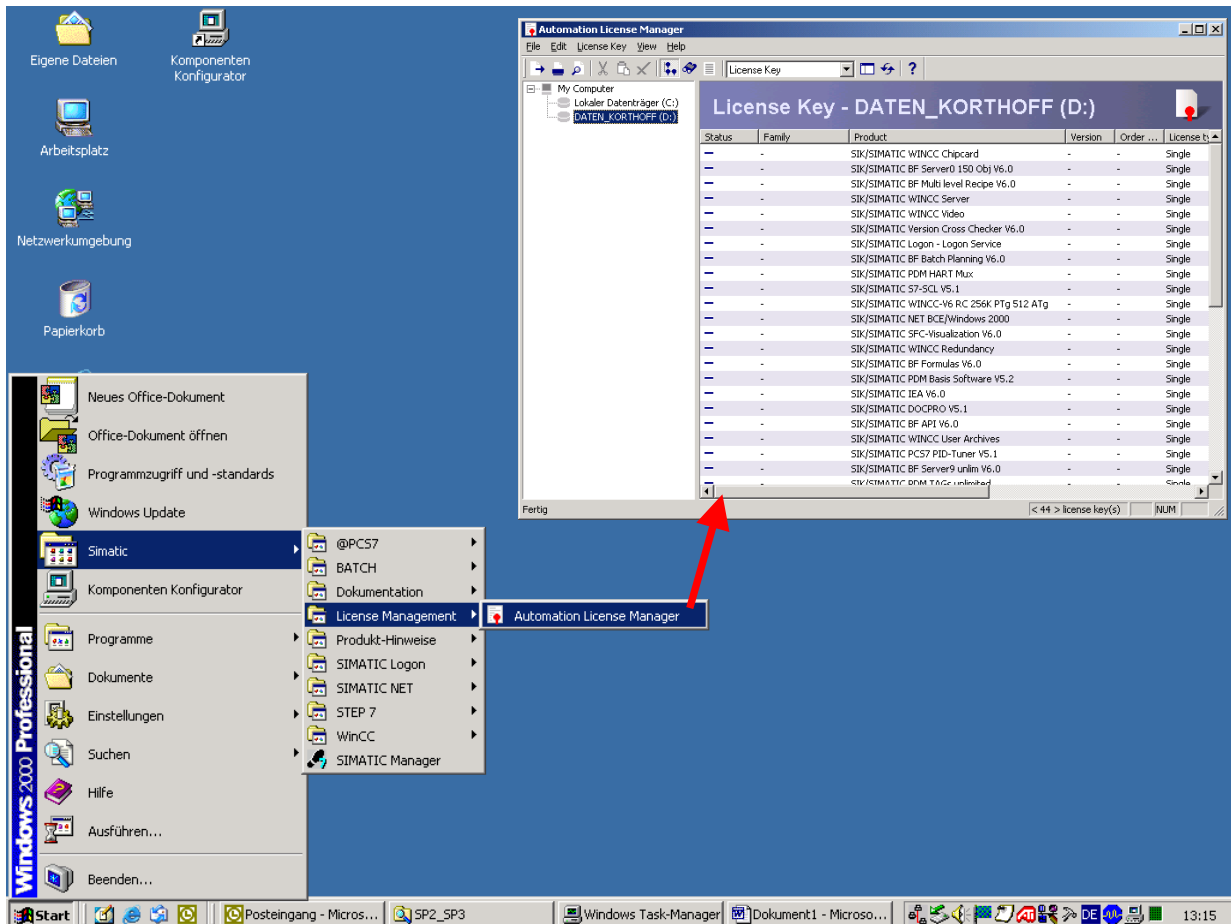 Eigene Dateien
Komponenten
Konfigurator
Arbeitsplatz
Netzwerkumgebung
Papierkorb
Automation License Manager
File Edit License Key View Help
License Key
My Computer
Lokaler Datenträger (C:)
DATEN_KORTHOFF (D:)
License Key - DATEN_KORTHOFF (D:)
Status Family Product Version Order ... License ty
- SIK/SIMATIC WINCC Chipcard - - Single
- SIK/SIMATIC BF Server0 150 Obj V6.0 - - Single
- SIK/SIMATIC BF Multi level Recipe V6.0 - - Single
- SIK/SIMATIC WINCC Server - - Single
- SIK/SIMATIC WINCC Video - - Single
- SIK/SIMATIC Version Cross Checker V6.0 - - Single
- SIK/SIMATIC Logon - Logon Service - - Single
- SIK/SIMATIC BF Batch Planning V6.0 - - Single
- SIK/SIMATIC PDM HART Mux - - Single
- SIK/SIMATIC S7-SCL V5.1 - - Single
- SIK/SIMATIC WINCC-V6 RC 256K PTg 512 ATg - - Single
- SIK/SIMATIC NET BCE/Windows 2000 - - Single
- SIK/SIMATIC SFC-Visualization V6.0 - - Single
- SIK/SIMATIC WINCC Redundancy - - Single
- SIK/SIMATIC BF Formulas V6.0 - - Single
- SIK/SIMATIC PDM Basis Software V5.2 - - Single
- SIK/SIMATIC IEA V6.0 - - Single
- SIK/SIMATIC DOCPRO V5.1 - - Single
- SIK/SIMATIC BF API V6.0 - - Single
- SIK/SIMATIC WINCC User Archives - - Single
- SIK/SIMATIC PCS7 PID-Tuner V5.1 - - Single
- SIK/SIMATIC BF Server9 unlim V6.0 - - Single
- SIK/SIMATIC PDM TAGs unlimited - - Single
Fertig < 44 > license key(s) NUM
Neues Office-Dokument
Office-Dokument öffnen
Programmzugriff und -standards
Windows Update
Simatic
Komponenten Konfigurator
Programme
Dokumente
Einstellungen
Suchen
Hilfe
Ausführen...
Beenden...
Windows 2000 Professional
@PCS7
BATCH
Dokumentation
License Management
Produkt-Hinweise
SIMATIC Logon
SIMATIC NET
STEP 7
WinCC
SIMATIC Manager
Automation License Manager
Start Posteingang - Micros... SP2_SP3 Windows Task-Manager Dokument1 - Microso... DE 13:15